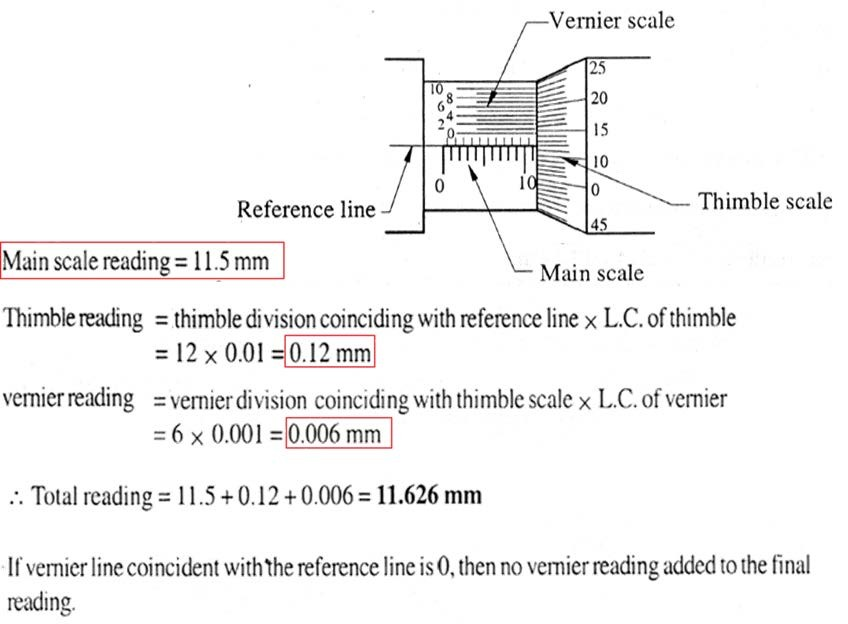 Vernier scale
10
8
6
4
2
0
25
20
15
10
0
45
0
10
Reference line
Thimble scale
Main scale
Main scale reading = 11.5 mm
Thimble reading = thimble division coinciding with reference line × L.C. of thimble
= 12 × 0.01 = 0.12 mm
vernier reading = vernier division coinciding with thimble scale × L.C. of vernier
= 6 × 0.001 = 0.006 mm
∴ Total reading = 11.5 + 0.12 + 0.006 = 11.626 mm
If vernier line coincident with the reference line is 0, then no vernier reading added to the final
reading.